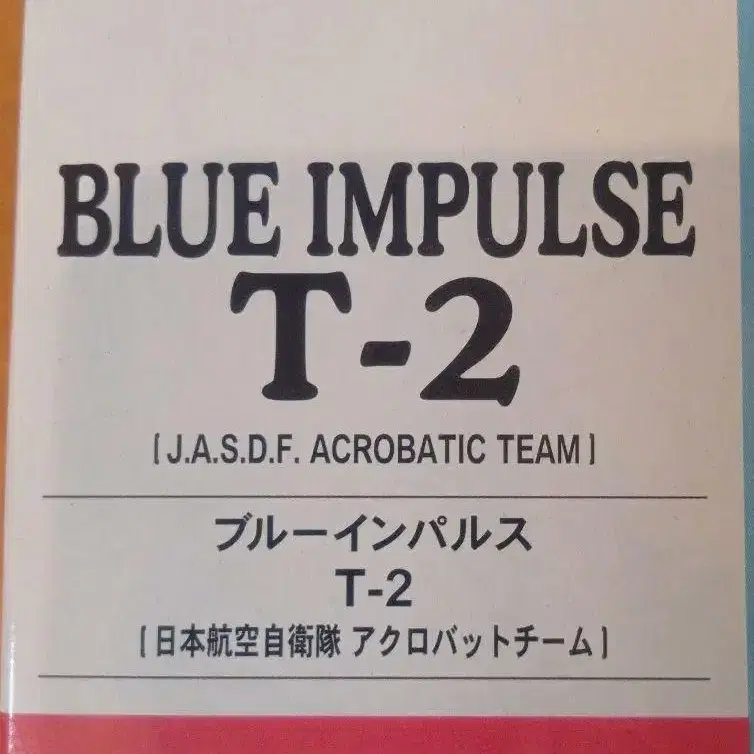 BLUE IMPULSE
T-2
[J.A.S.D.F. ACROBATIC TEAM]
ブルーインパルス
T-2
[日本航空自衛隊 アクロバットチーム]